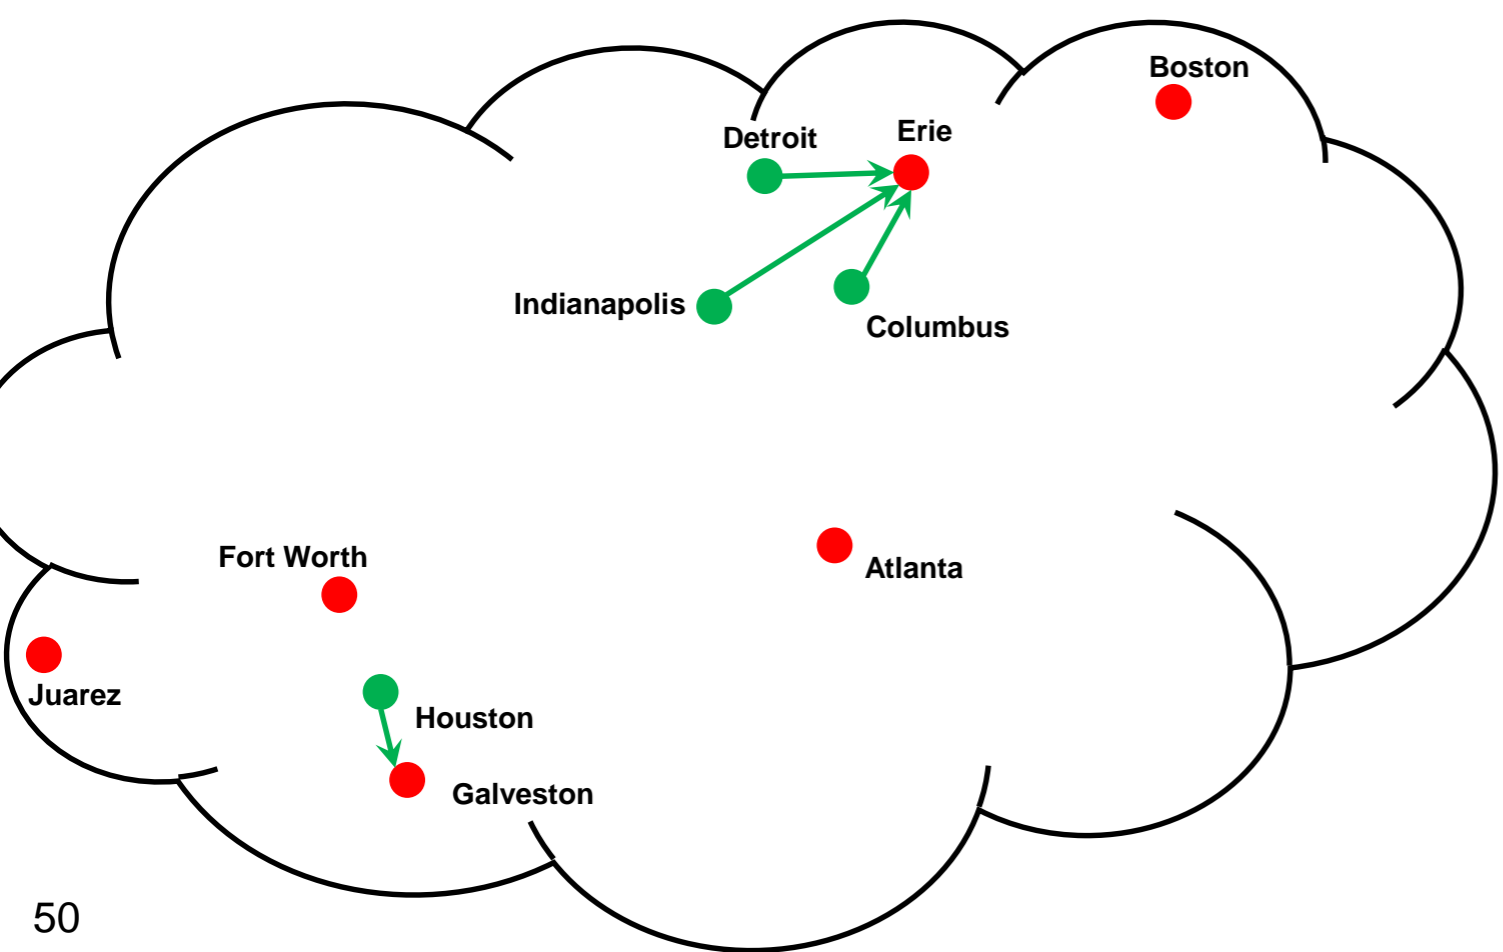 Boston
Detroit
Erie
Indianapolis
Columbus
Fort Worth
Atlanta
Juarez
Houston
Galveston
50